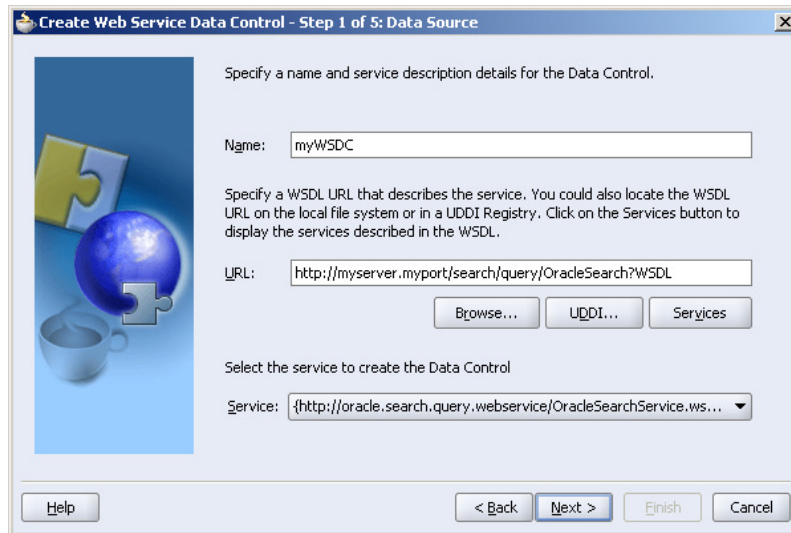 Create Web Service Data Control - Step 1 of 5: Data Source
Specify a name and service description details for the Data Control.
Name: myWSDC
Specify a WSDL URL that describes the service. You could also locate the WSDL
URL on the local file system or in a UDDI Registry. Click on the Services button to
display the services described in the WSDL.
URL: http://myserver.myport/search/query/OracleSearch?WSDL
Browse... UDDI... Services
Select the service to create the Data Control
Service: {http://oracle.search.query.webservice/OracleSearchService.ws...
Help < Back Next > Finish Cancel